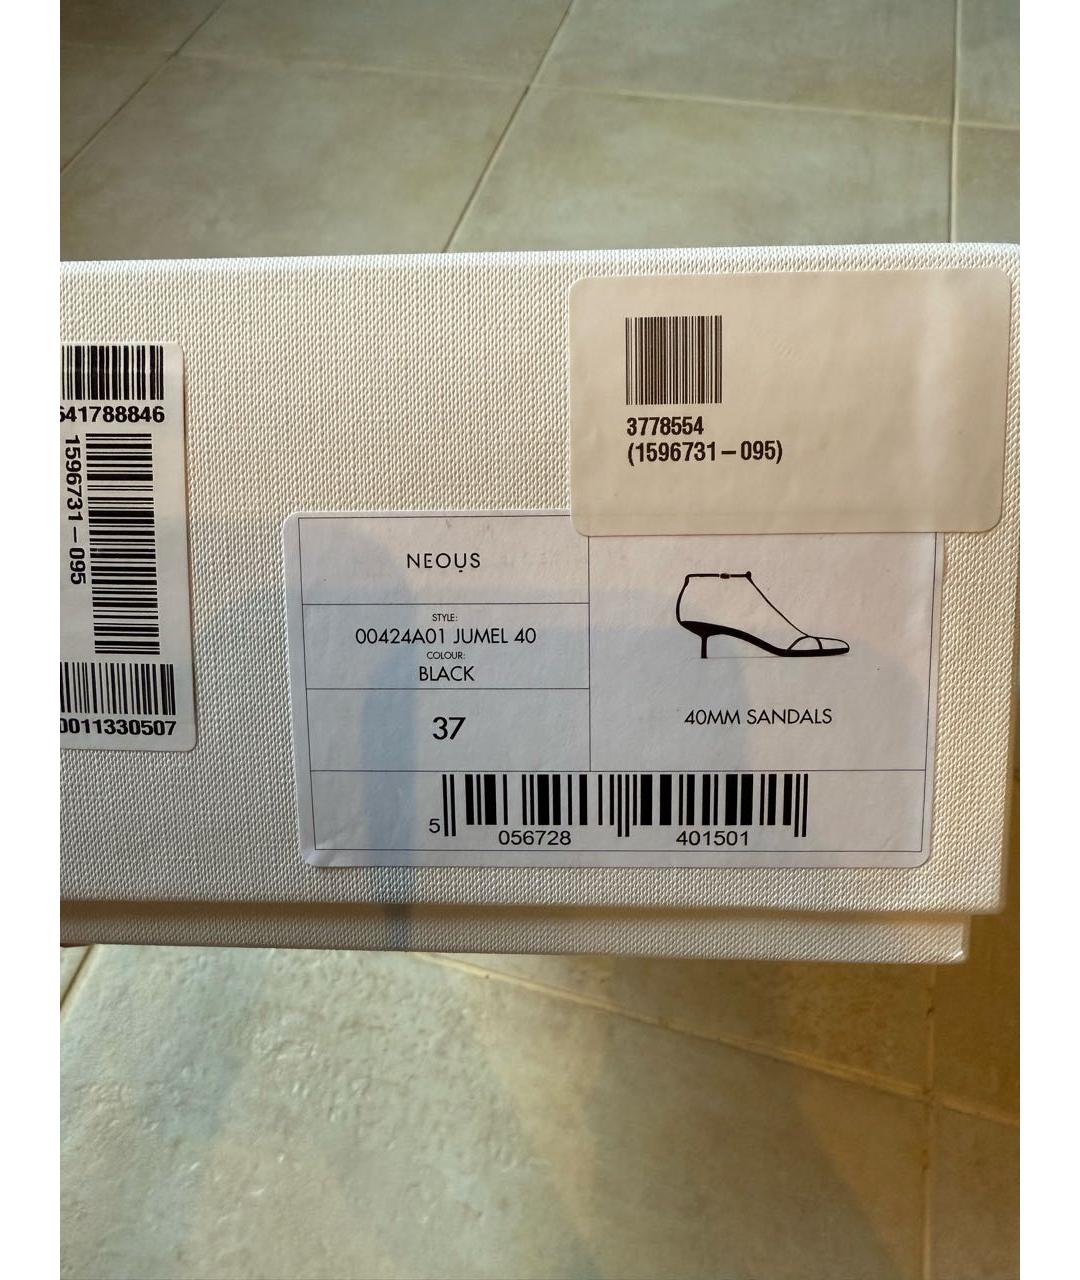 3778554
(1596731-095)
641788846
1596731-095
0011330507
NEOUS
STYLE:
00424A01 JUMEL 40
COLOUR:
BLACK
37
40MM SANDALS
5 056728 401501